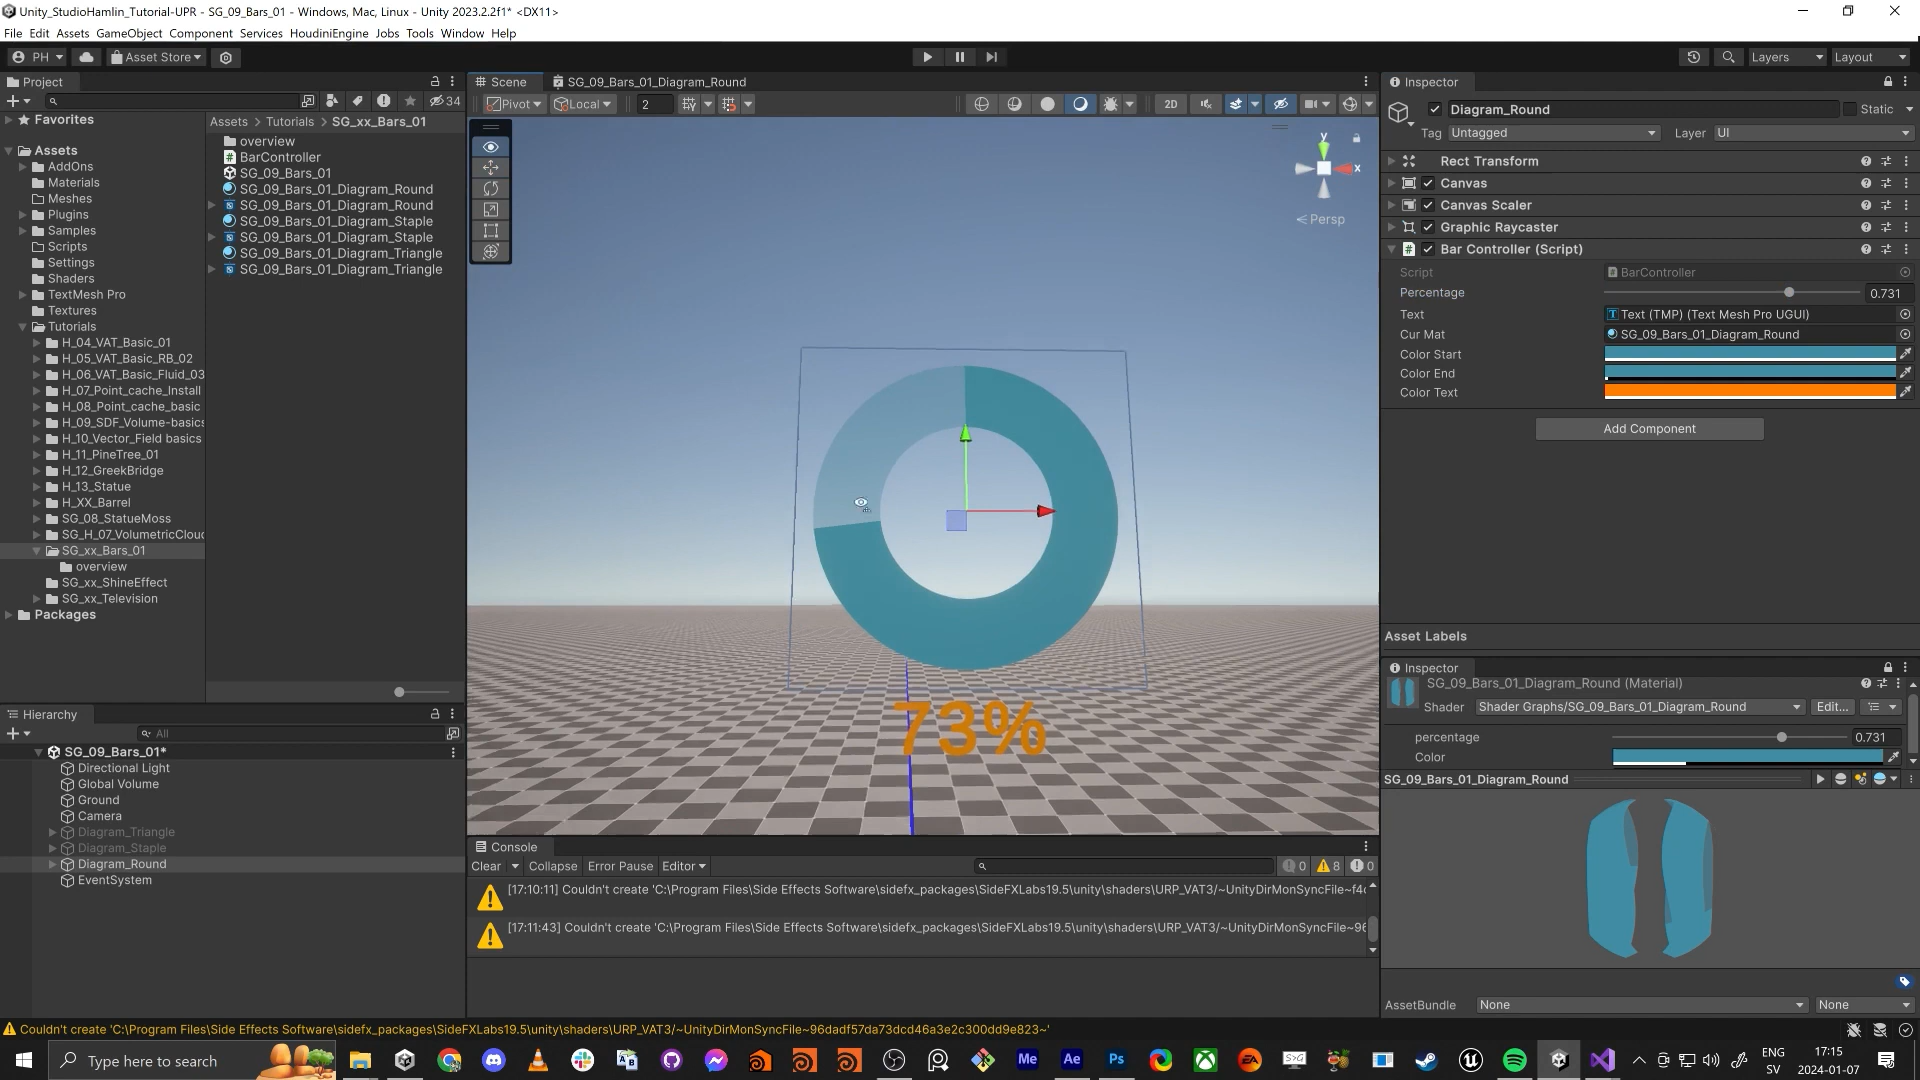 Unity_StudioHamlin_Tutorial-UPR - SG_09_Bars_01 - Windows, Mac, Linux - Unity 2023.2.2f1* <DX11>
File Edit Assets GameObject Component Services HoudiniEngine Jobs Tools Window Help
PH Asset Store Layers Layout
Project
34
Favorites
Assets
AddOns
Materials
Meshes
Plugins
Samples
Scripts
Settings
Shaders
TextMesh Pro
Textures
Tutorials
H_04_VAT_Basic_01
H_05_VAT_Basic_RB_02
H_06_VAT_Basic_Fluid_03
H_07_Point_cache_Install
H_08_Point_cache_basic
H_09_SDF_Volume-basics
H_10_Vector_Field basics
H_11_PineTree_01
H_12_GreekBridge
H_13_Statue
H_XX_Barrel
SG_08_StatueMoss
SG_H_07_VolumetricCloud
SG_xx_Bars_01
overview
SG_xx_ShineEffect
SG_xx_Television
Packages
Assets > Tutorials > SG_xx_Bars_01
overview
BarController
SG_09_Bars_01
SG_09_Bars_01_Diagram_Round
SG_09_Bars_01_Diagram_Round
SG_09_Bars_01_Diagram_Staple
SG_09_Bars_01_Diagram_Staple
SG_09_Bars_01_Diagram_Triangle
SG_09_Bars_01_Diagram_Triangle
Hierarchy
All
SG_09_Bars_01*
Directional Light
Global Volume
Ground
Camera
Diagram_Triangle
Diagram_Staple
Diagram_Round
EventSystem
Scene SG_09_Bars_01_Diagram_Round
Pivot Local 2 2D
y
x
Persp
73%
Console
Clear Collapse Error Pause Editor 0 8 0
[17:10:11] Couldn't create 'C:\Program Files\Side Effects Software\sidefx_packages\SideFXLabs19.5\unity\shaders\URP_VAT3/~UnityDirMonSyncFile~f4
[17:11:43] Couldn't create 'C:\Program Files\Side Effects Software\sidefx_packages\SideFXLabs19.5\unity\shaders\URP_VAT3/~UnityDirMonSyncFile~96
Inspector
Diagram_Round Static
Tag Untagged Layer UI
Rect Transform
Canvas
Canvas Scaler
Graphic Raycaster
Bar Controller (Script)
Script BarController
Percentage 0.731
Text Text (TMP) (Text Mesh Pro UGUI)
Cur Mat SG_09_Bars_01_Diagram_Round
Color Start
Color End
Color Text
Add Component
Asset Labels
Inspector
SG_09_Bars_01_Diagram_Round (Material)
Shader Shader Graphs/SG_09_Bars_01_Diagram_Round Edit...
percentage 0.731
Color
SG_09_Bars_01_Diagram_Round
AssetBundle None None
Couldn't create 'C:\Program Files\Side Effects Software\sidefx_packages\SideFXLabs19.5\unity\shaders\URP_VAT3/~UnityDirMonSyncFile~96dadf57da73dcd46a3e2c300dd9e823~'
Type here to search
Me Ae Ps EA S>G
ENG
SV
17:15
2024-01-07